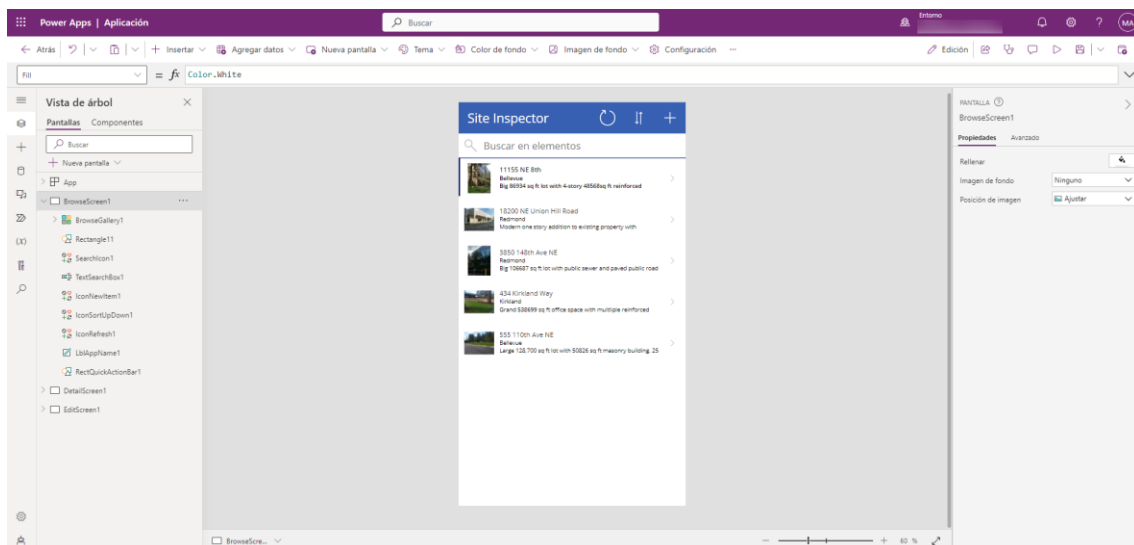 Power Apps | Aplicación
Buscar
Entorno
MA
Atrás
Insertar
Agregar datos
Nueva pantalla
Tema
Color de fondo
Imagen de fondo
Configuración
Edición
Fill
= fx Color.White
Vista de árbol
Pantallas Componentes
Buscar
Nueva pantalla
App
BrowseScreen1
BrowseGallery1
Rectangle11
SearchIcon1
TextSearchBox1
IconNewItem1
IconSortUpDown1
IconRefresh1
LblAppName1
RectQuickActionBar1
DetailScreen1
EditScreen1
Site Inspector
Buscar en elementos
11155 NE 8th
Bellevue
Big 86934 sq ft lot with 4-story 48568sq ft reinforced
18200 NE Union Hill Road
Redmond
Modern one story addition to existing property with
3850 148th Ave NE
Redmond
Big 106687 sq ft lot with public sewer and paved public road
434 Kirkland Way
Kirkland
Grand 538699 sq ft office space with multiple reinforced
555 110th Ave NE
Bellevue
Large 128,700 sq ft lot with 50826 sq ft masonry building, 25
PANTALLA
BrowseScreen1
Propiedades Avanzado
Rellenar
Imagen de fondo Ninguno
Posición de imagen Ajustar
BrowseScre...
60 %